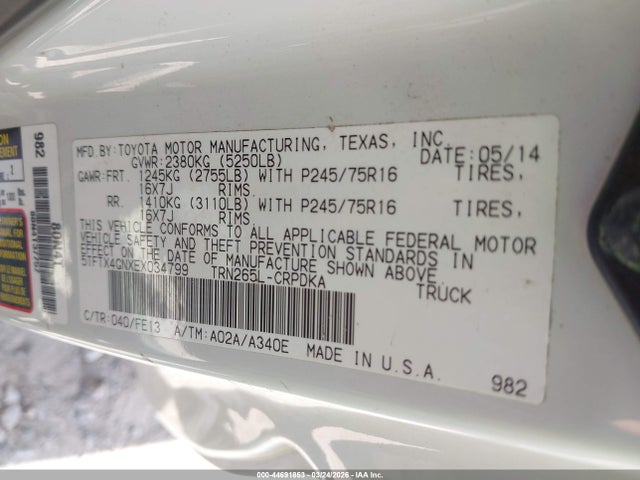 MFD. BY: TOYOTA MOTOR MANUFACTURING, TEXAS, INC.
GVWR: 2380KG (5250LB) DATE: 05/14
GAWR: FRT. 1245KG (2755LB) WITH P245/75R16 TIRES,
16X7J RIMS
RR. 1410KG (3110LB) WITH P245/75R16 TIRES,
16X7J RIMS
THIS VEHICLE CONFORMS TO ALL APPLICABLE FEDERAL MOTOR
VEHICLE SAFETY AND THEFT PREVENTION STANDARDS
IN EFFECT ON THE DATE OF MANUFACTURE SHOWN ABOVE.
5TFTX4GNXEX034799 TRN265L-CRPDKA TRUCK
C/TR: 040/FE13 A/TM: A02A/A340E MADE IN U.S.A.
982
982
000-44691863 - 03/24/2026 - IAA Inc.